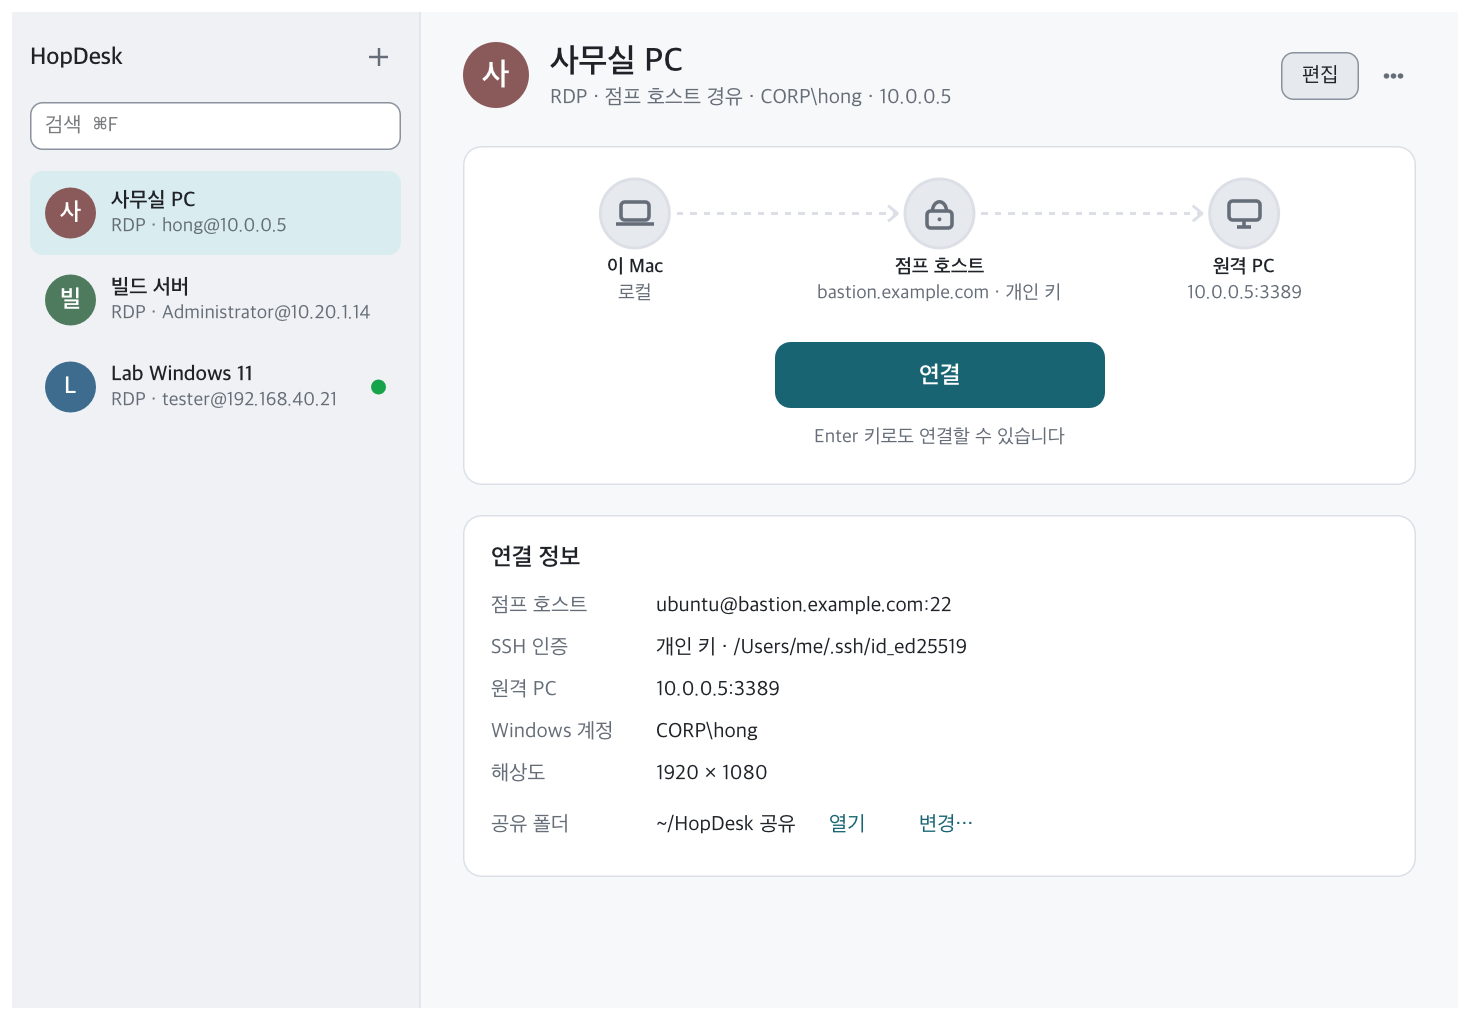 HopDesk
검색 ⌘F
사
사무실 PC
RDP · hong@10.0.0.5
빌
빌드 서버
RDP · Administrator@10.20.1.14
L
Lab Windows 11
RDP · tester@192.168.40.21
사
사무실 PC
RDP · 점프 호스트 경유 · CORP\hong · 10.0.0.5
편집
이 Mac
로컬
점프 호스트
bastion.example.com · 개인 키
원격 PC
10.0.0.5:3389
연결
Enter 키로도 연결할 수 있습니다
연결 정보
점프 호스트 ubuntu@bastion.example.com:22
SSH 인증 개인 키 · /Users/me/.ssh/id_ed25519
원격 PC 10.0.0.5:3389
Windows 계정 CORP\hong
해상도 1920 × 1080
공유 폴더 ~/HopDesk 공유 열기 변경…